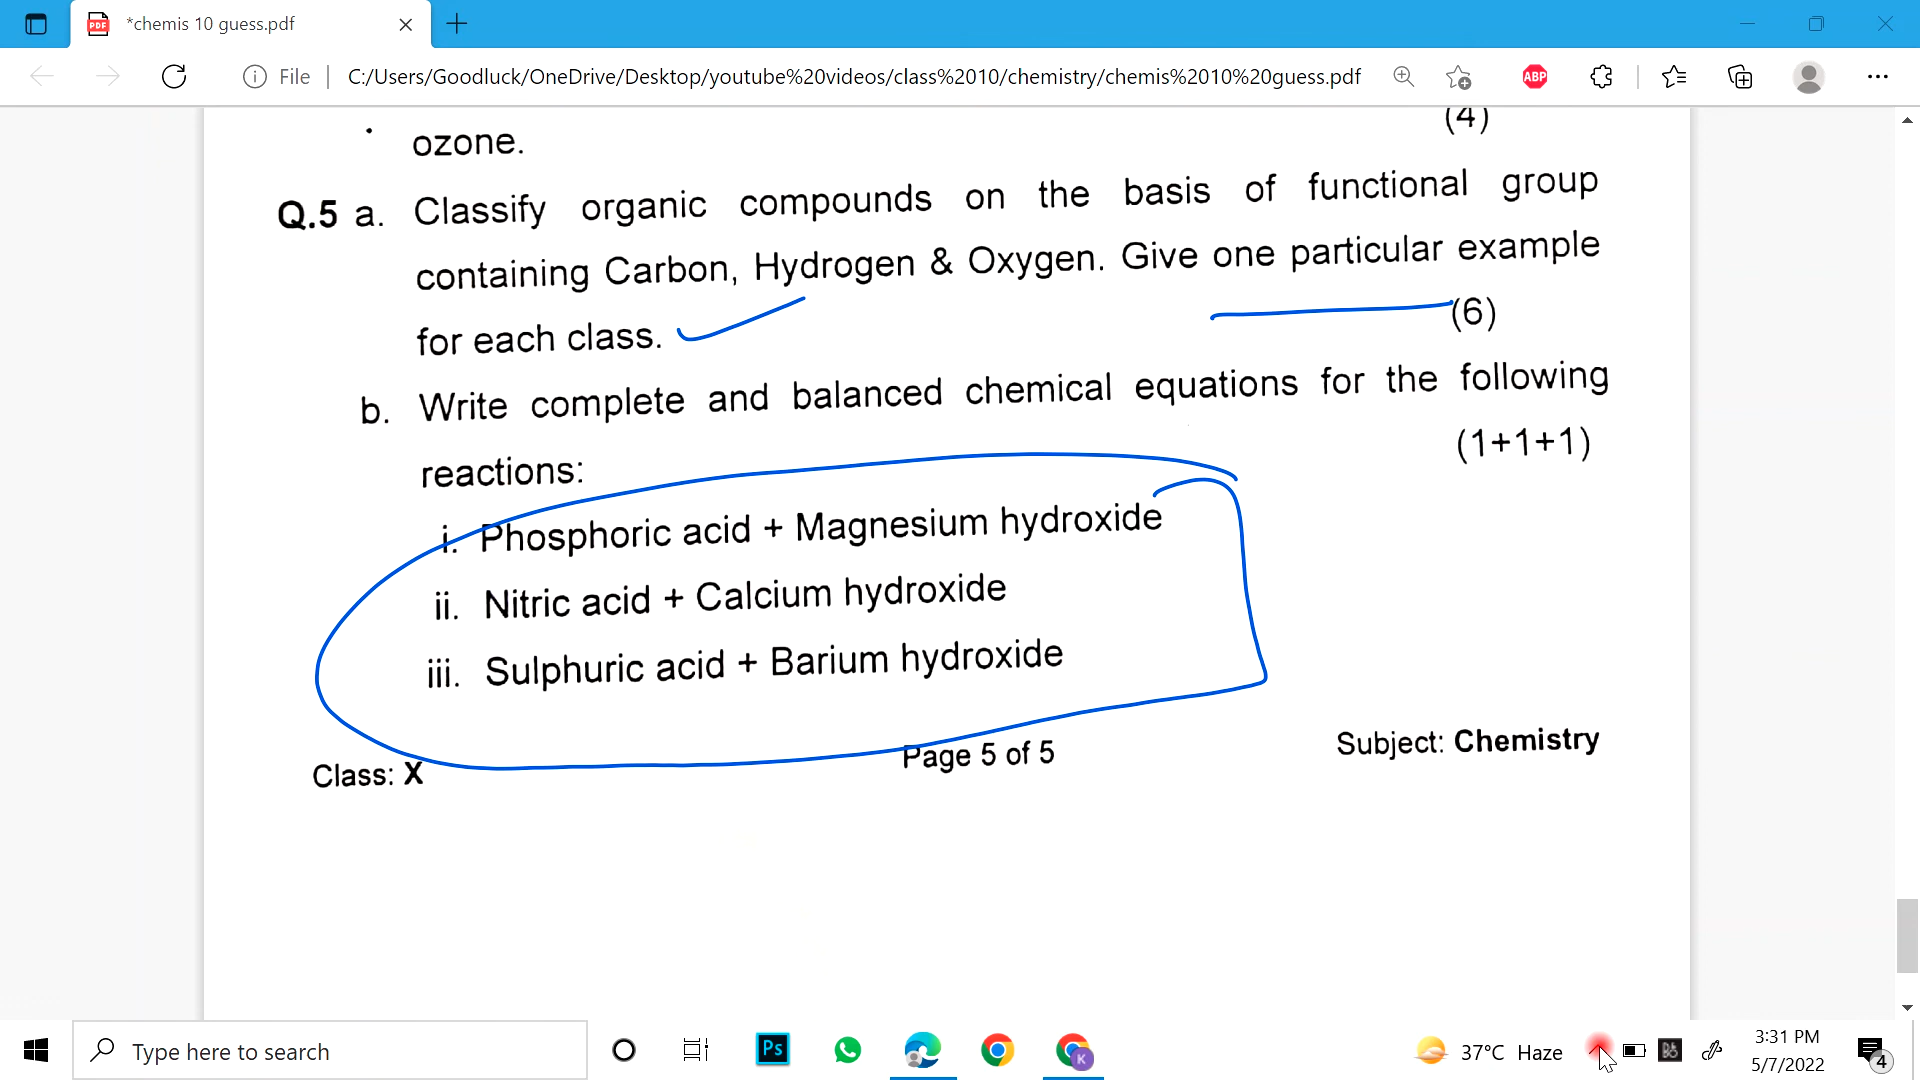 *chemis 10 guess.pdf
File
C:/Users/Goodluck/OneDrive/Desktop/youtube%20videos/class%2010/chemistry/chemis%2010%20guess.pdf
ABP
(4)
ozone.
Q.5 a. Classify organic compounds on the basis of functional group
containing Carbon, Hydrogen & Oxygen. Give one particular example
for each class. (6)
b. Write complete and balanced chemical equations for the following
reactions: (1+1+1)
i. Phosphoric acid + Magnesium hydroxide
ii. Nitric acid + Calcium hydroxide
iii. Sulphuric acid + Barium hydroxide
Class: X Page 5 of 5 Subject: Chemistry
Type here to search
Ps
K
37°C Haze
3:31 PM
5/7/2022
4